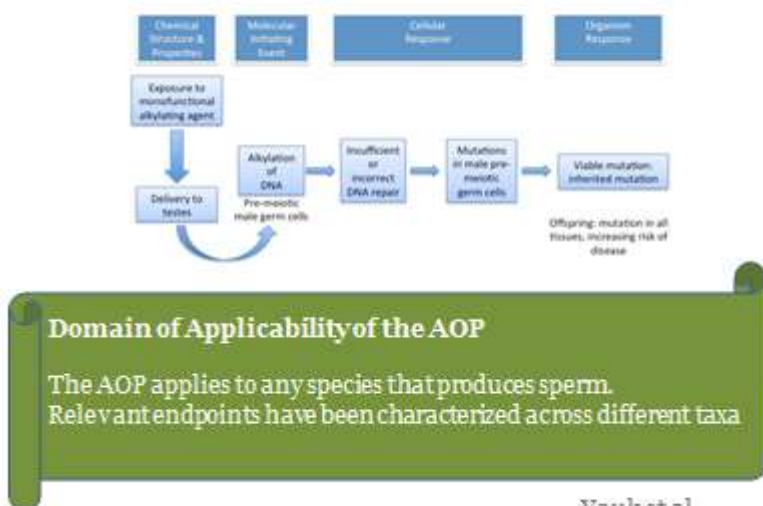 Chemical
Structure &
Properties
Molecular
Initiating
Event
Cellular
Response
Organism
Response
Exposure to
monofunctional
alkylating agent
Delivery to
testes
Alkylation
of
DNA
Pre-meiotic
male germ cells
Insufficient
or
incorrect
DNA repair
Mutations
in male pre-
meiotic
germ cells
Viable mutation:
inherited mutation
Offspring: mutation in all
tissues, increasing risk of
disease
Domain of Applicability of the AOP
The AOP applies to any species that produces sperm.
Relevant endpoints have been characterized across different taxa